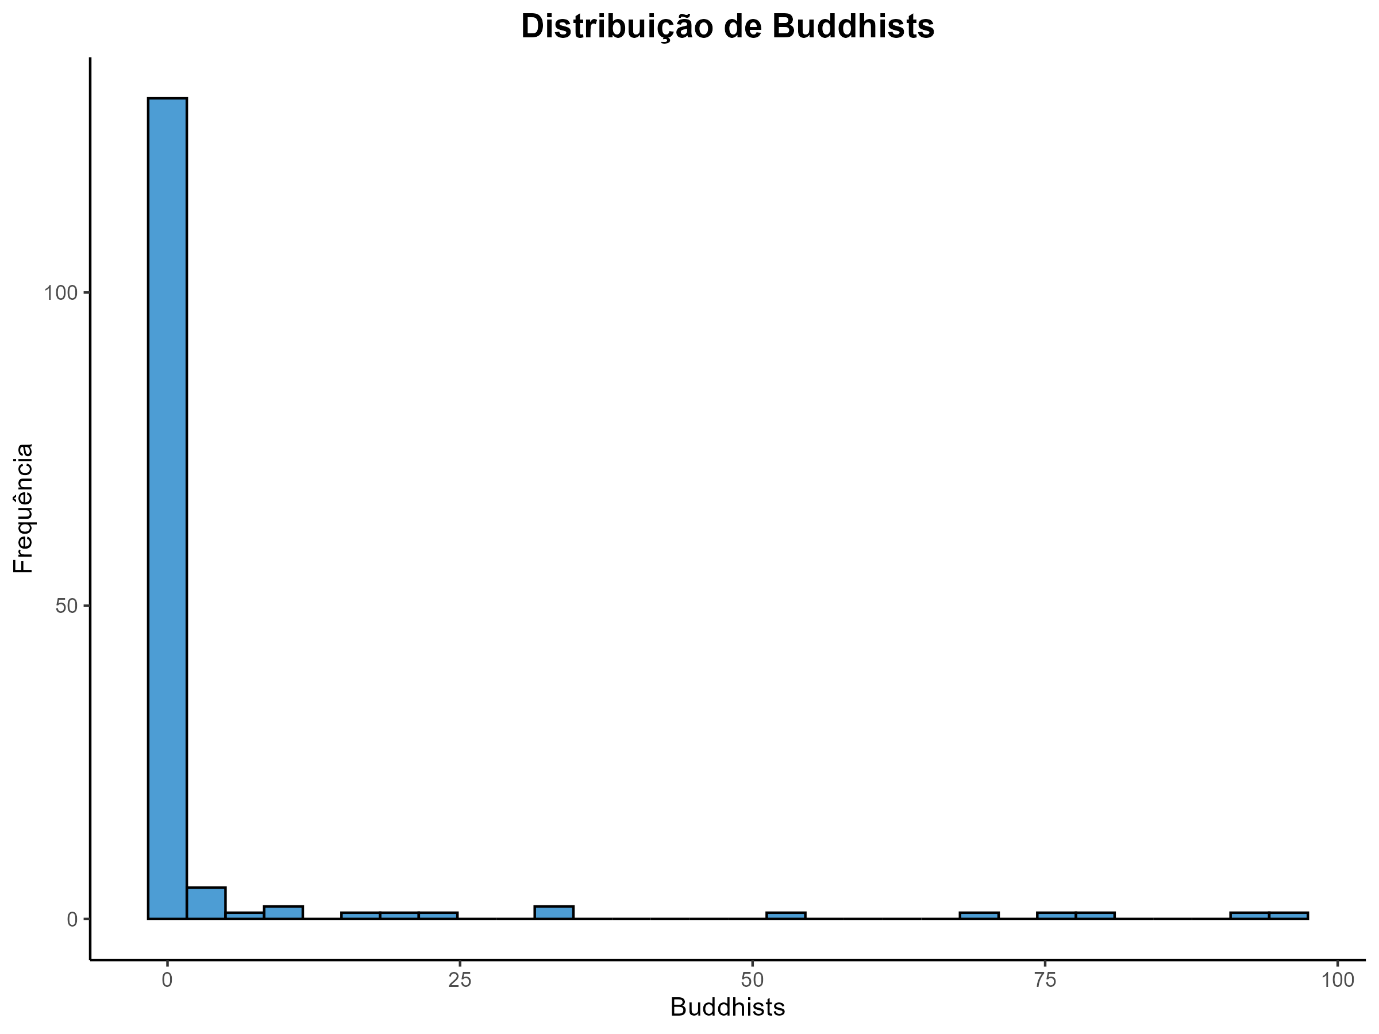 Distribuição de Buddhists
Frequência
100
50
0
0 25 50 75 100
Buddhists